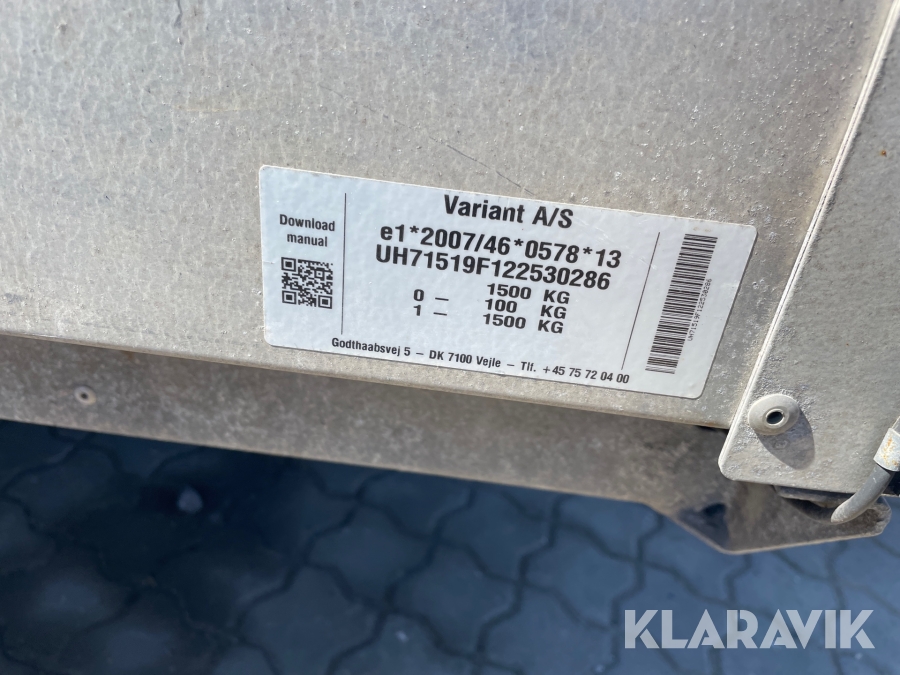 Download
manual
Variant A/S
e1*2007/46*0578*13
UH71519F122530286
1500 KG
0 – 100 KG
1 – 1500 KG
Godthaabsvej 5 – DK 7100 Vejle – Tlf. +45 75 72 04 00
UH71519F122530286
KLARAVIK